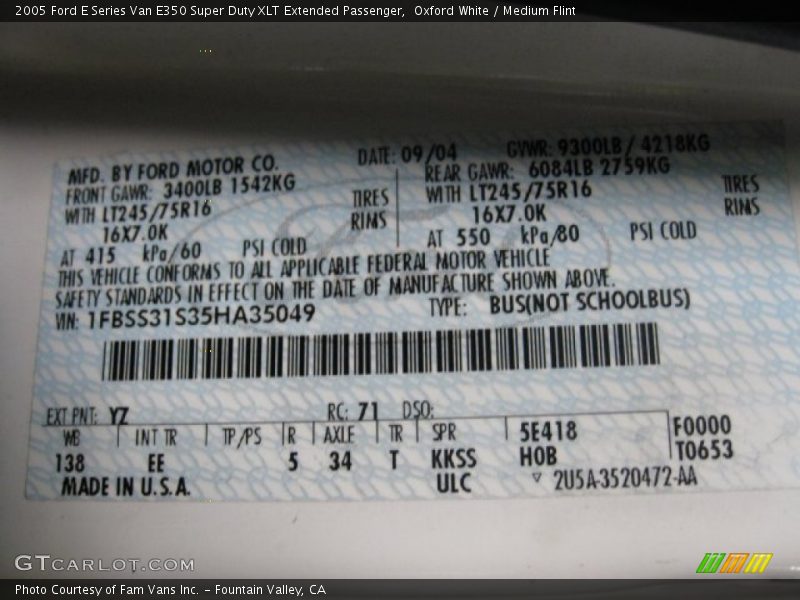 2005 Ford E Series Van E350 Super Duty XLT Extended Passenger,  Oxford White / Medium Flint
MFD. BY FORD MOTOR CO. DATE: 09/04 GVWR: 9300LB / 4218KG
FRONT GAWR: 3400LB 1542KG REAR GAWR: 6084LB 2759KG
WITH LT245/75R16 TIRES WITH LT245/75R16 TIRES
16X7.0K RIMS 16X7.0K RIMS
AT 415 kPa/60 PSI COLD AT 550 kPa/80 PSI COLD
THIS VEHICLE CONFORMS TO ALL APPLICABLE FEDERAL MOTOR VEHICLE
SAFETY STANDARDS IN EFFECT ON THE DATE OF MANUFACTURE SHOWN ABOVE.
VIN: 1FBSS31S35HA35049 TYPE: BUS(NOT SCHOOLBUS)
EXT PNT: YZ RC: 71 DSO:
WB INT TR TP/PS R AXLE TR SPR 5E418 F0000
138 EE 5 34 T KKSS H0B T0653
MADE IN U.S.A. ULC 2U5A-3520472-AA
GTCARLOT.COM
Photo Courtesy of Fam Vans Inc. - Fountain Valley, CA